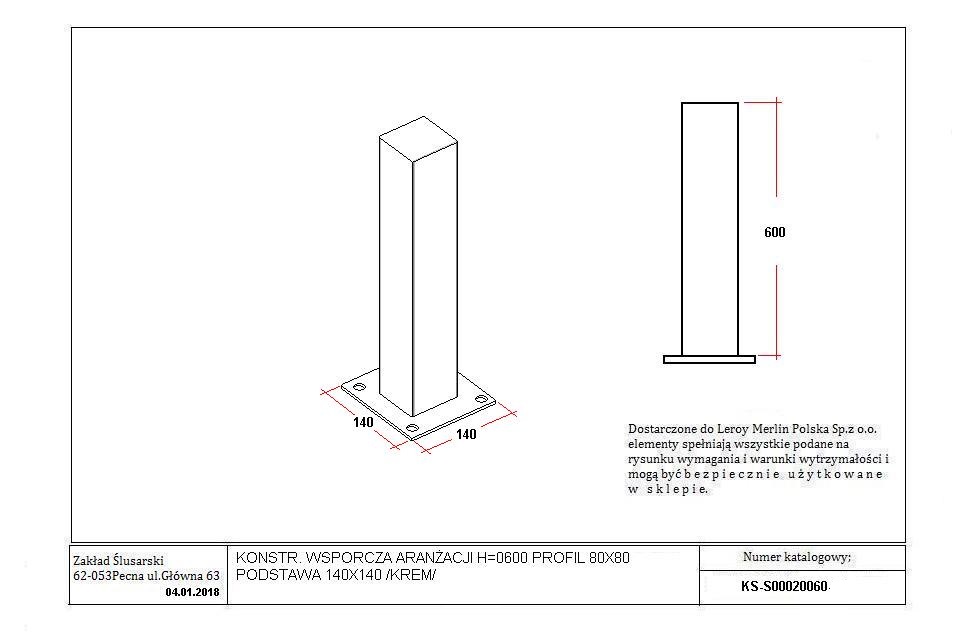 600
140
140
Dostarczone do Leroy Merlin Polska Sp.z o.o.
elementy spełniają wszystkie podane na
rysunku wymagania i warunki wytrzymałości i
mogą być b e z p i e c z n i e u ż y t k o w a n e
w s k l e p i e.
Zakład Ślusarski
62-053Pecna ul.Główna 63
04.01.2018
KONSTR. WSPORCZA ARANŻACJI H=0600 PROFIL 80X80
PODSTAWA 140X140 /KREM/
Numer katalogowy;
KS-S00020060